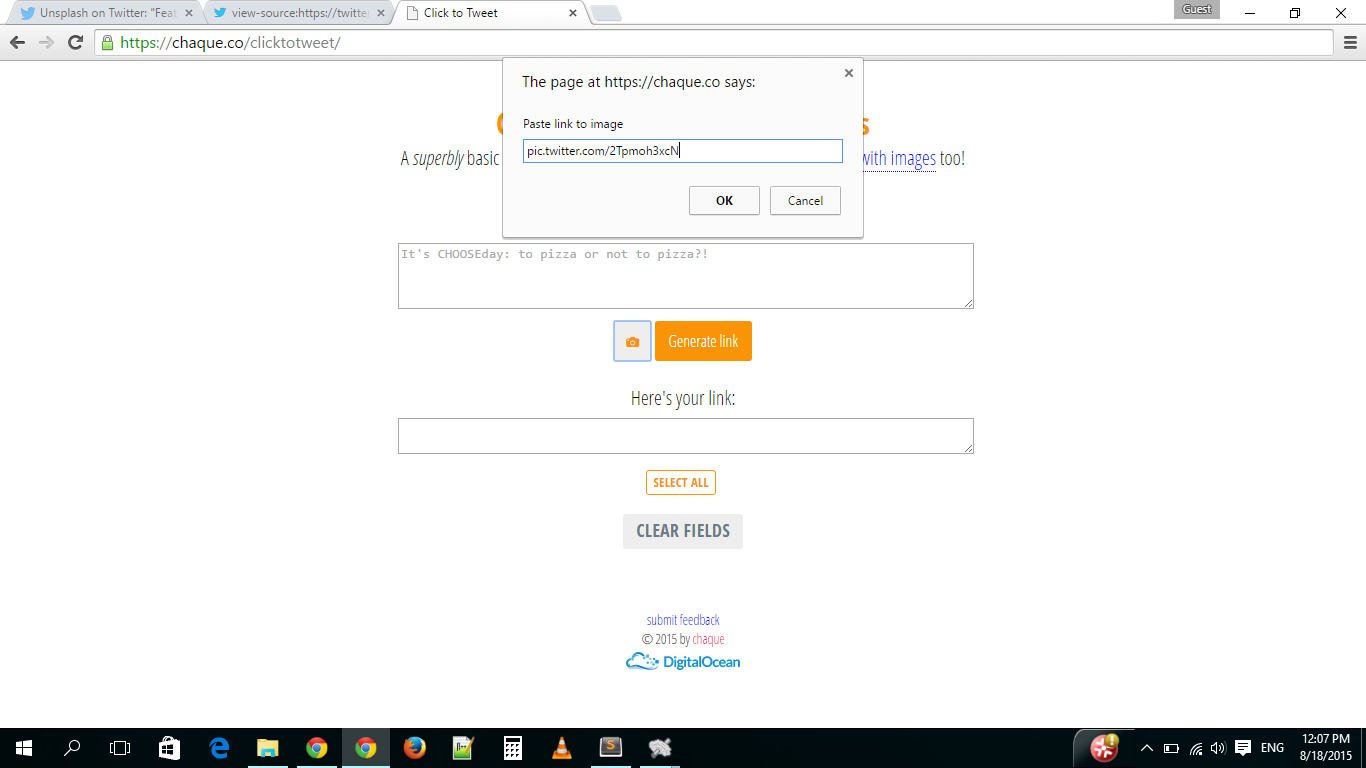 Unsplash on Twitter: "Feat
view-source:https://twitter
Click to Tweet
Guest
https://chaque.co/clicktotweet/
The page at https://chaque.co says:
Paste link to image
pic.twitter.com/2Tpmoh3xcN
OK Cancel
A superbly basic
with images too!
It's CHOOSEday: to pizza or not to pizza?!
Generate link
Here's your link:
SELECT ALL
CLEAR FIELDS
submit feedback
© 2015 by chaque
DigitalOcean
ENG
12:07 PM
8/18/2015